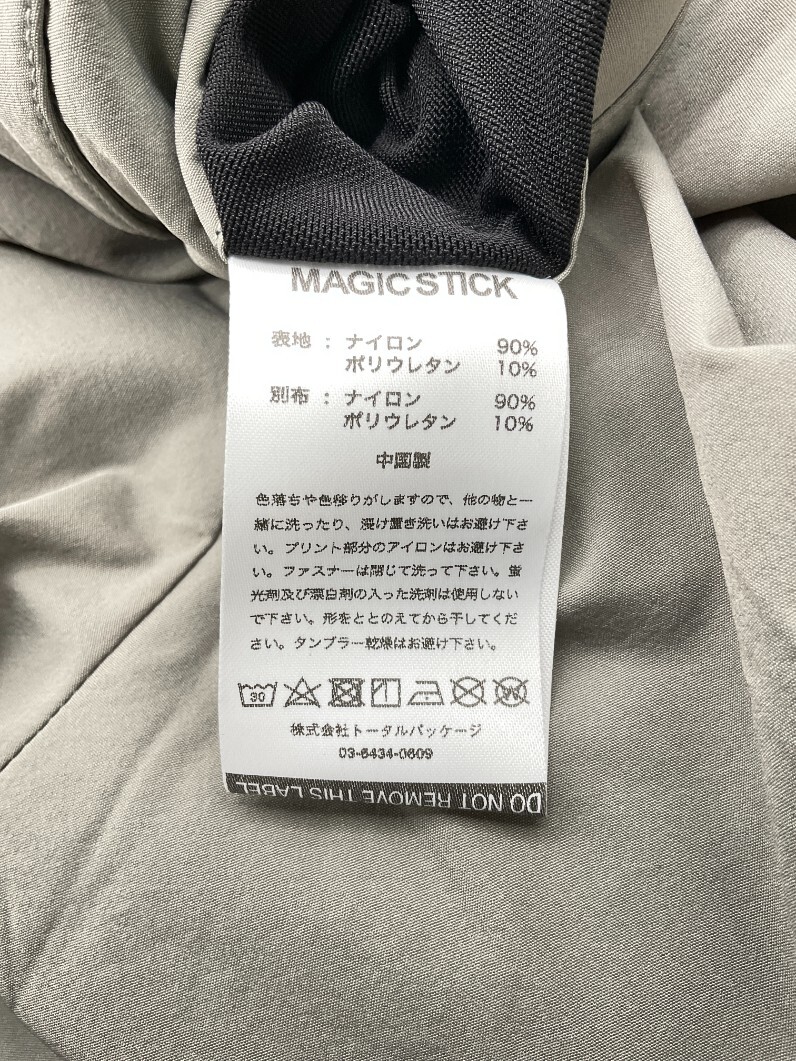 MAGIC STICK
表地 : ナイロン 90%
ポリウレタン 10%
別布 : ナイロン 90%
ポリウレタン 10%
中国製
色落ちや色移りがしますので、他の物と一
緒に洗ったり、浸け置き洗いはお避け下さ
い。プリント部分のアイロンはお避け下さ
い。ファスナーは閉じて洗って下さい。蛍
光剤及び漂白剤の入った洗剤は使用しない
で下さい。形をととのえてから干してくだ
さい。タンブラー乾燥はお避け下さい。
30
W
株式会社トータルパッケージ
03-6434-0609
DO NOT REMOVE THIS LABEL